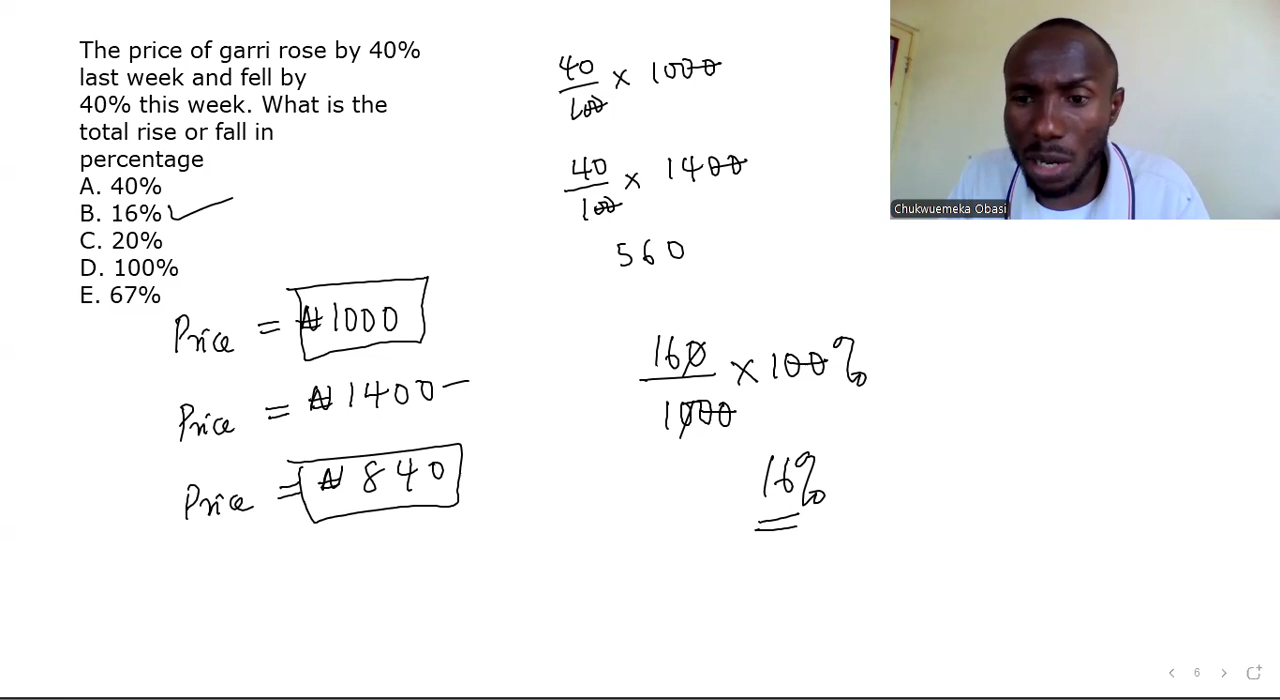 The price of garri rose by 40%
last week and fell by
40% this week. What is the
total rise or fall in
percentage
A. 40%
B. 16%
C. 20%
D. 100%
E. 67%
Price = ₦1000
Price = ₦1400
Price = ₦840
40/100 × 1000
40/100 × 1400
560
160/1000 × 100%
16%
Chukwuemeka Obasi
6